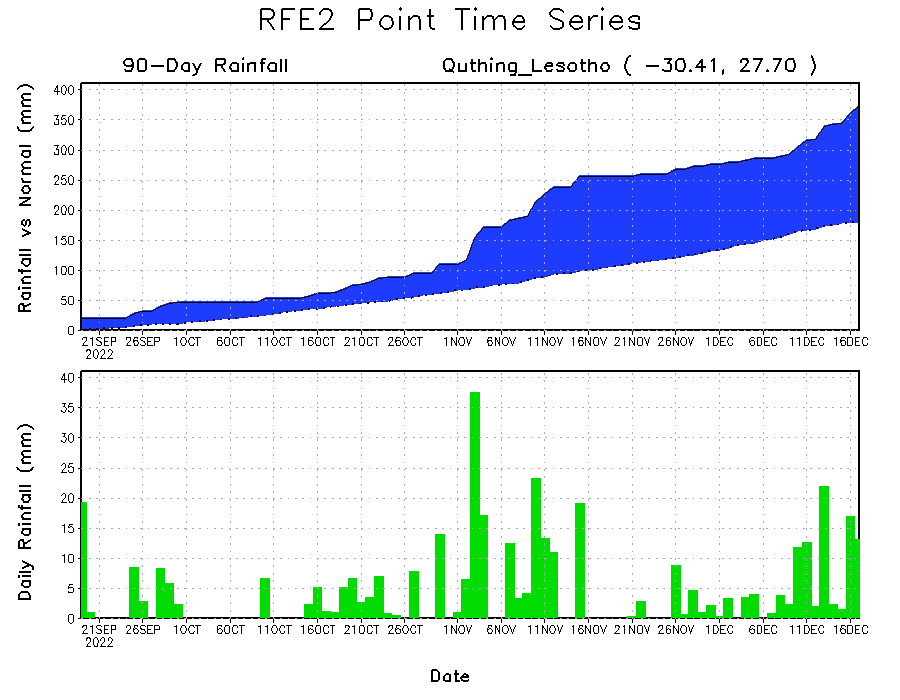 RFE2 Point Time Series
90-Day Rainfall
Quthing_Lesotho ( -30.41, 27.70 )
Rainfall vs Normal (mm)
400
350
300
250
200
150
100
50
0
21SEP 26SEP 1OCT 6OCT 11OCT 16OCT 21OCT 26OCT 1NOV 6NOV 11NOV 16NOV 21NOV 26NOV 1DEC 6DEC 11DEC 16DEC
2022
Daily Rainfall (mm)
40
35
30
25
20
15
10
5
0
21SEP 26SEP 1OCT 6OCT 11OCT 16OCT 21OCT 26OCT 1NOV 6NOV 11NOV 16NOV 21NOV 26NOV 1DEC 6DEC 11DEC 16DEC
2022
Date